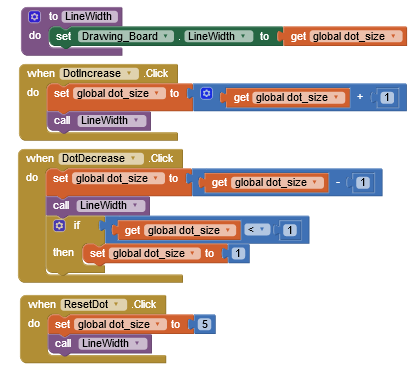 to LineWidth
do set Drawing_Board . LineWidth to get global dot_size
when DotIncrease .Click
do set global dot_size to get global dot_size + 1
call LineWidth
when DotDecrease .Click
do set global dot_size to get global dot_size - 1
call LineWidth
if get global dot_size < 1
then set global dot_size to 1
when ResetDot .Click
do set global dot_size to 5
call LineWidth